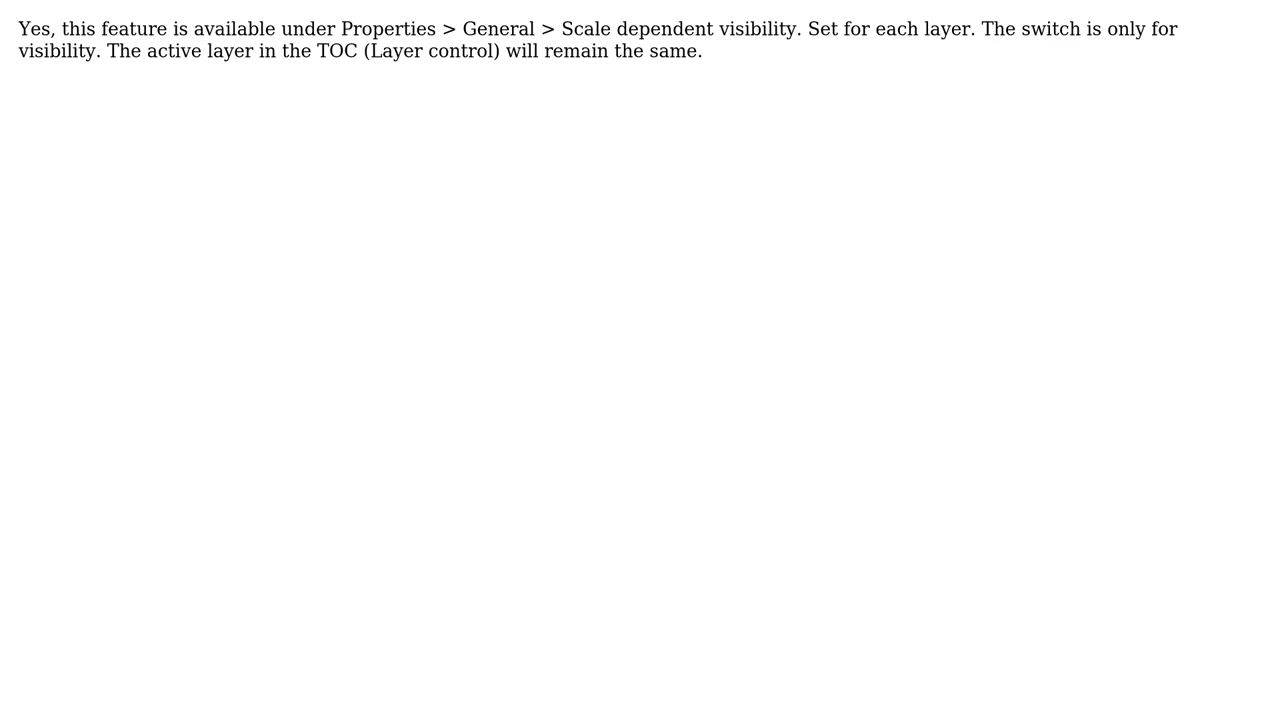 Yes, this feature is available under Properties > General > Scale dependent visibility. Set for each layer. The switch is only for
visibility. The active layer in the TOC (Layer control) will remain the same.